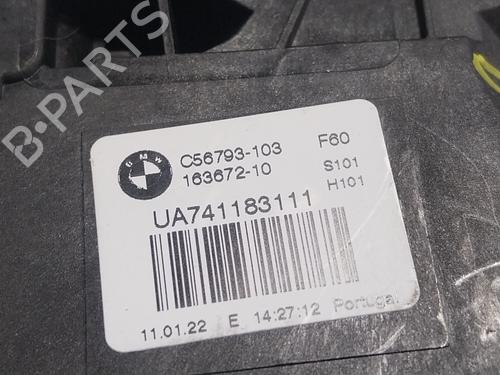 B-Parts
BMW
C56793-103 F60
163672-10 S101
H101
UA741183111
11.01.22 E 14:27:12 Portugal